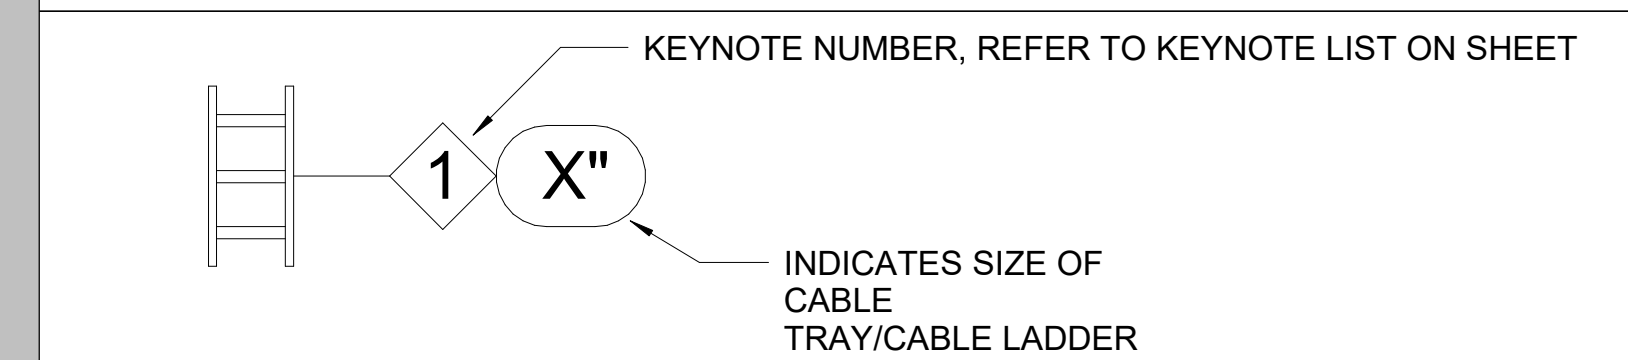 KEYNOTE NUMBER, REFER TO KEYNOTE LIST ON SHEET
1
X"
INDICATES SIZE OF
CABLE
TRAY/CABLE LADDER